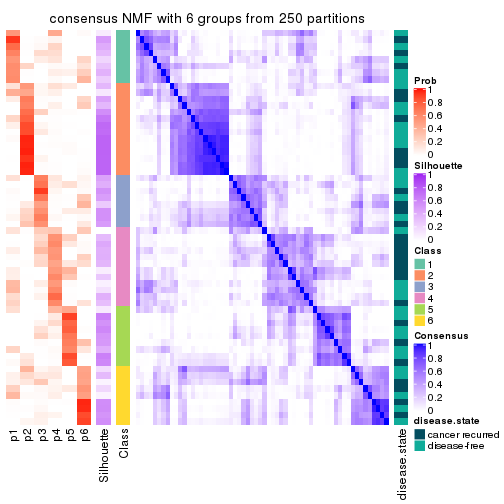 consensus NMF with 6 groups from 250 partitions
p1
p2
p3
p4
p5
p6
Silhouette
Class
disease.state
Prob
1
0.8
0.6
0.4
0.2
0
Silhouette
1
0.8
0.6
0.4
0.2
0
Class
1
2
3
4
5
6
Consensus
1
0.8
0.6
0.4
0.2
0
disease.state
cancer recurred
disease-free